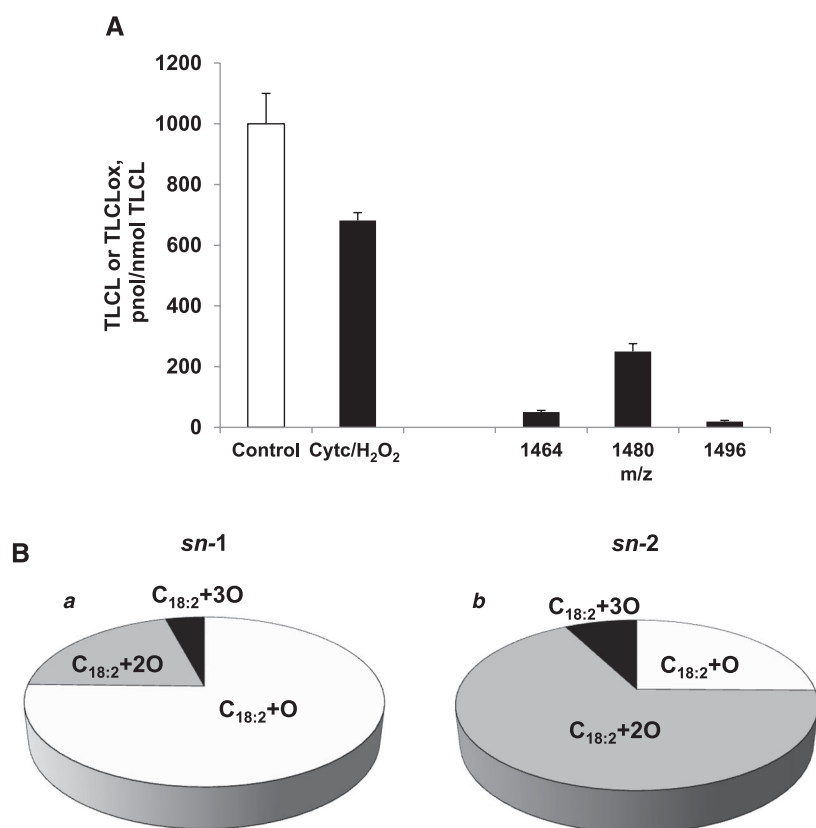 A
TLCL or TLCLox,
pnol/nmol TLCL
1200
1000
800
600
400
200
0
Control Cytc/H₂O₂ 1464 1480 1496
m/z
B
sn-1 sn-2
a
C₁₈:₂+3O
C₁₈:₂+2O
C₁₈:₂+O
b
C₁₈:₂+3O
C₁₈:₂+O
C₁₈:₂+2O